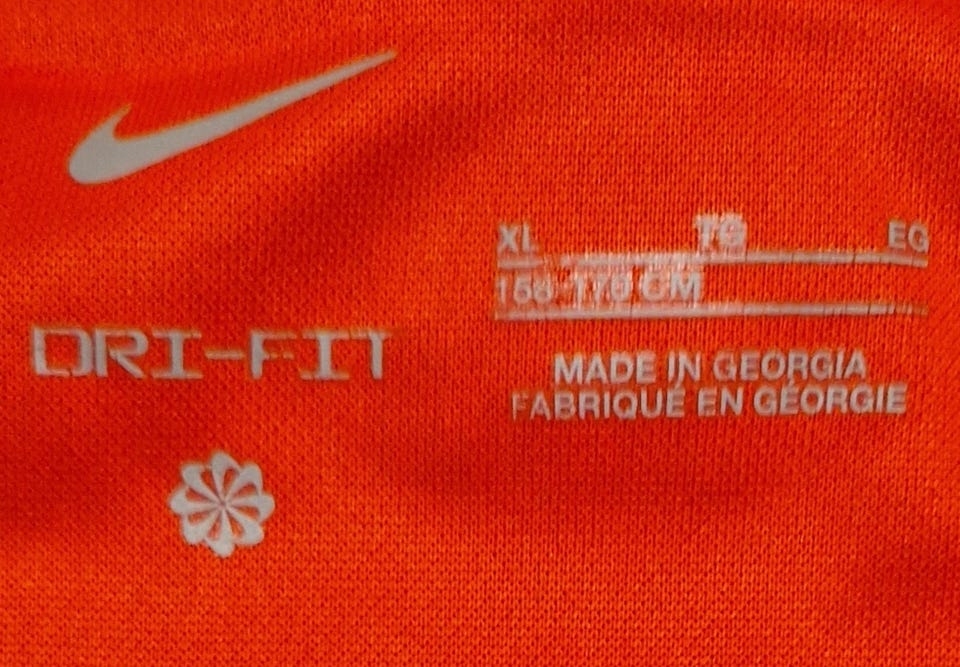 XL TG EG
158-170 CM
DRI-FIT
MADE IN GEORGIA
FABRIQUÉ EN GÉORGIE